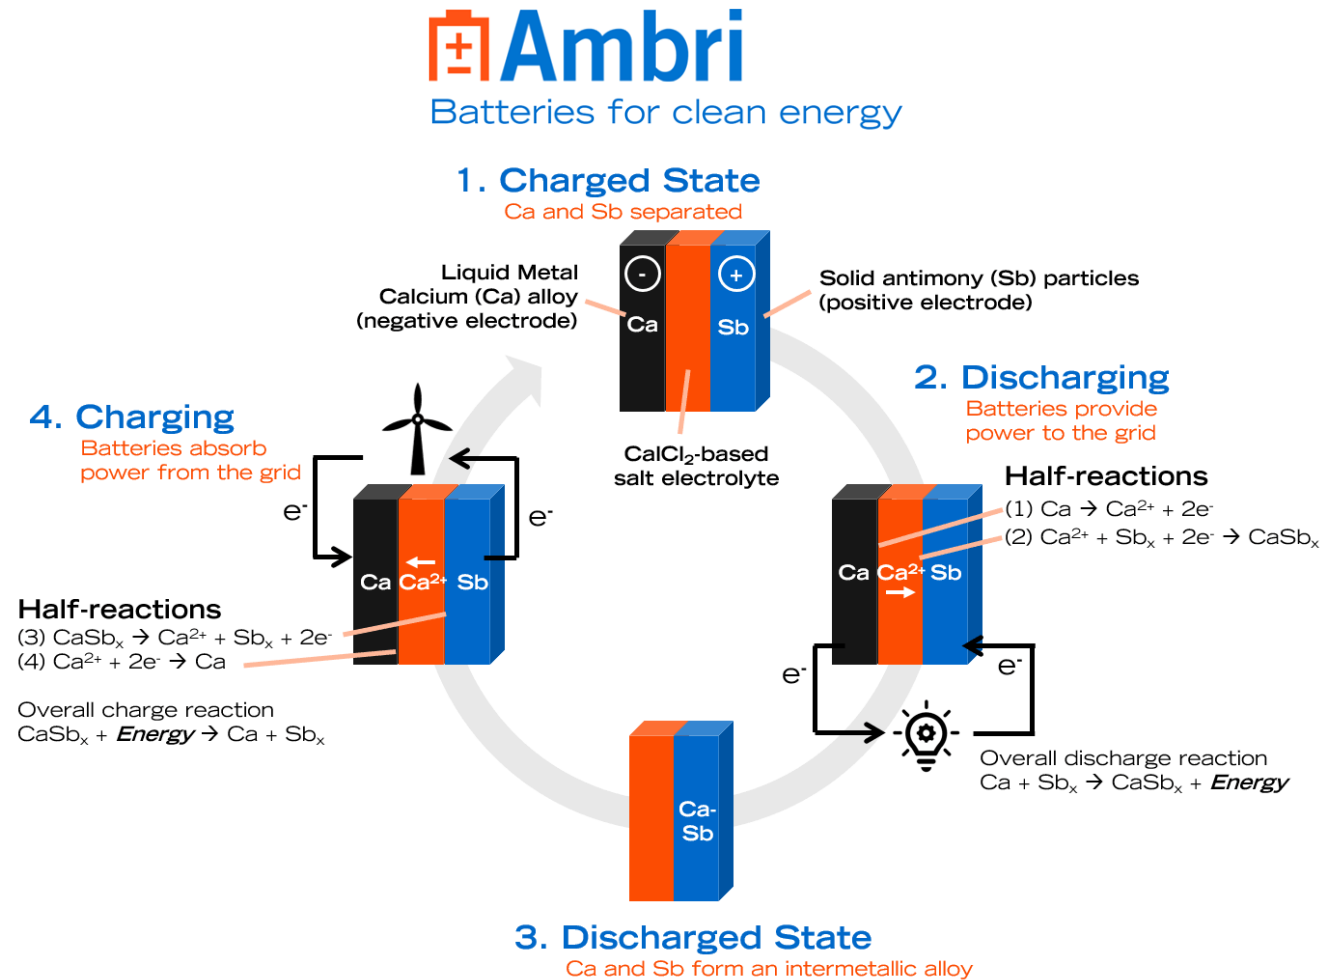 Ambri
Batteries for clean energy
1. Charged State
Ca and Sb separated
Liquid Metal
Calcium (Ca) alloy
(negative electrode)
-
+
Ca
Sb
Solid antimony (Sb) particles
(positive electrode)
CalCl₂-based
salt electrolyte
2. Discharging
Batteries provide
power to the grid
Half-reactions
(1) Ca → Ca²⁺ + 2e⁻
(2) Ca²⁺ + Sbₓ + 2e⁻ → CaSbₓ
Ca Ca²⁺ Sb
e⁻
e⁻
Overall discharge reaction
Ca + Sbₓ → CaSbₓ + Energy
3. Discharged State
Ca and Sb form an intermetallic alloy
Ca-
Sb
4. Charging
Batteries absorb
power from the grid
e⁻
e⁻
Ca Ca²⁺ Sb
Half-reactions
(3) CaSbₓ → Ca²⁺ + Sbₓ + 2e⁻
(4) Ca²⁺ + 2e⁻ → Ca
Overall charge reaction
CaSbₓ + Energy → Ca + Sbₓ